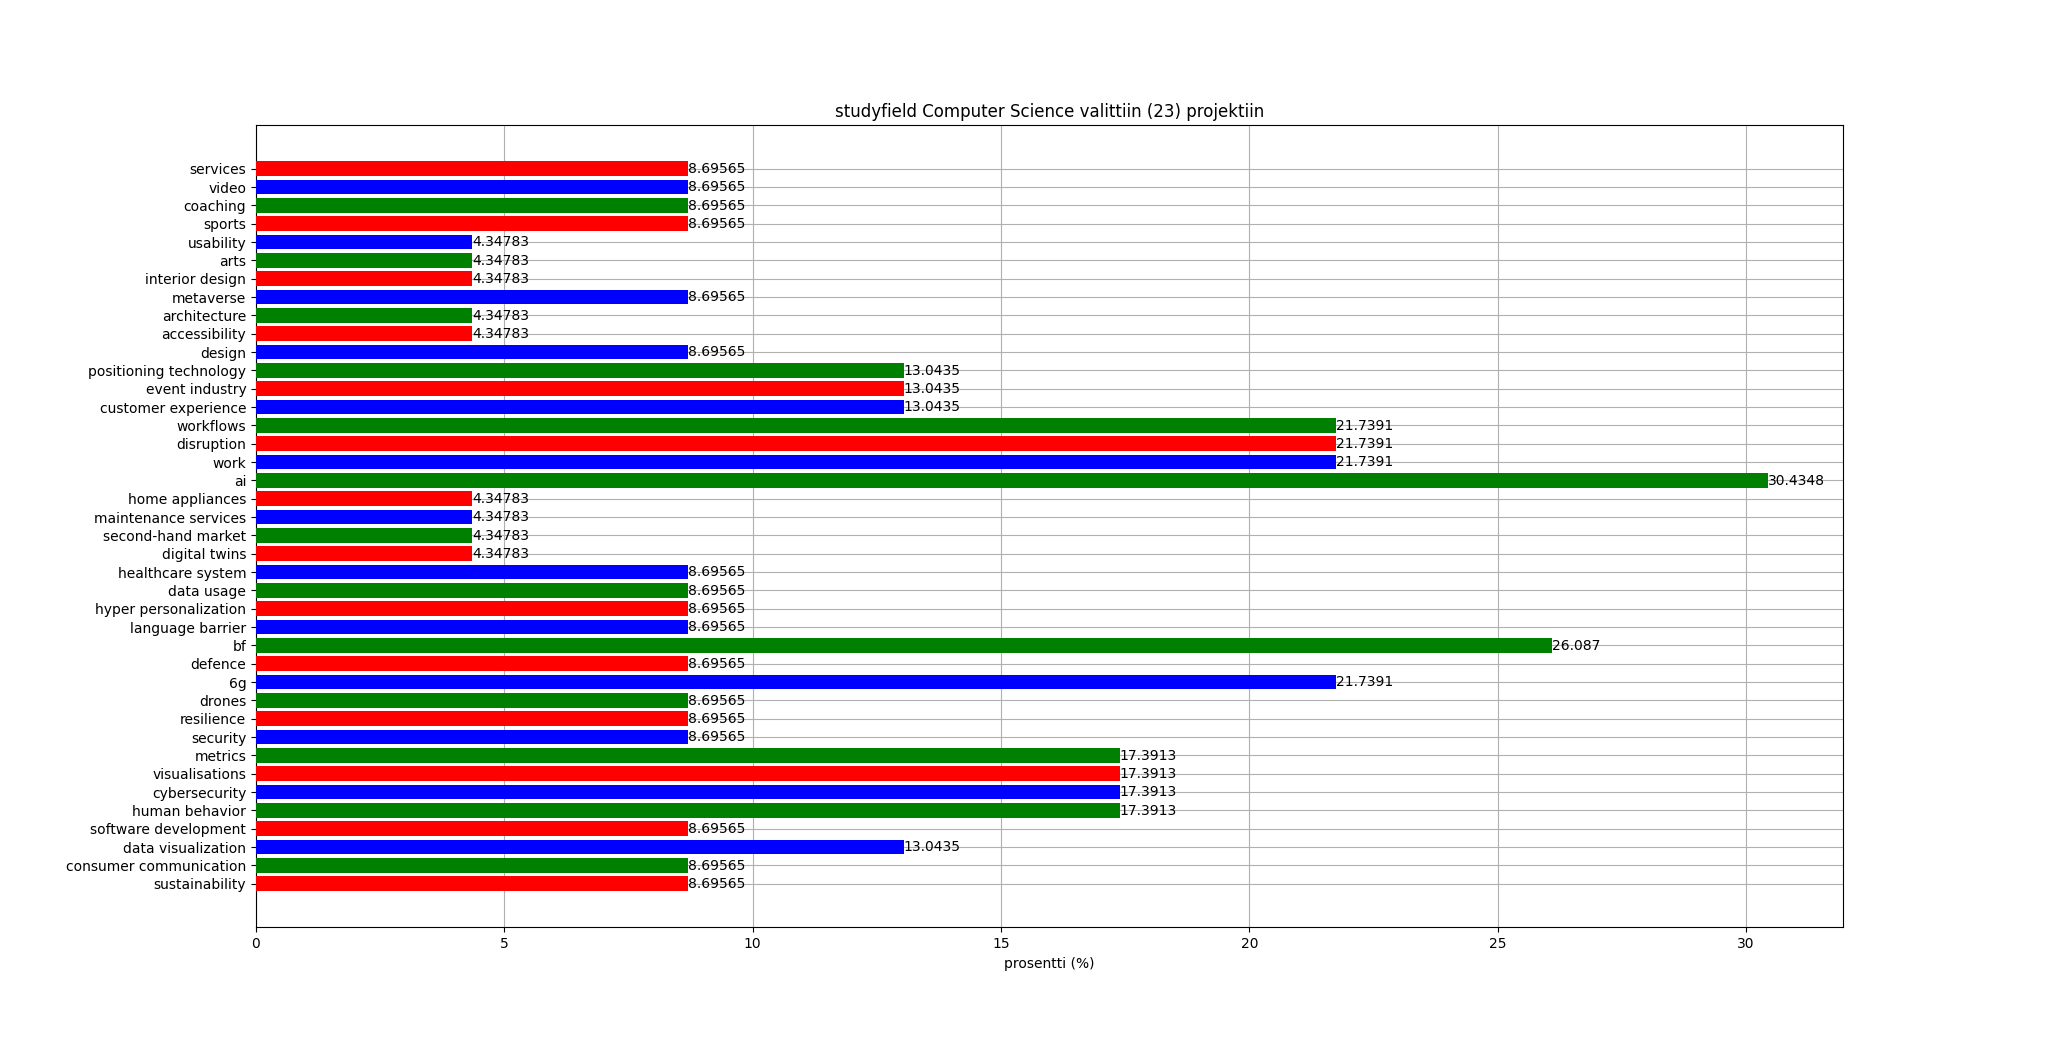 studyfield Computer Science valittiin (23) projektiin
services 8.69565
video 8.69565
coaching 8.69565
sports 8.69565
usability 4.34783
arts 4.34783
interior design 4.34783
metaverse 8.69565
architecture 4.34783
accessibility 4.34783
design 8.69565
positioning technology 13.0435
event industry 13.0435
customer experience 13.0435
workflows 21.7391
disruption 21.7391
work 21.7391
ai 30.4348
home appliances 4.34783
maintenance services 4.34783
second-hand market 4.34783
digital twins 4.34783
healthcare system 8.69565
data usage 8.69565
hyper personalization 8.69565
language barrier 8.69565
bf 26.087
defence 8.69565
6g 21.7391
drones 8.69565
resilience 8.69565
security 8.69565
metrics 17.3913
visualisations 17.3913
cybersecurity 17.3913
human behavior 17.3913
software development 8.69565
data visualization 13.0435
consumer communication 8.69565
sustainability 8.69565
0 5 10 15 20 25 30
prosentti (%)